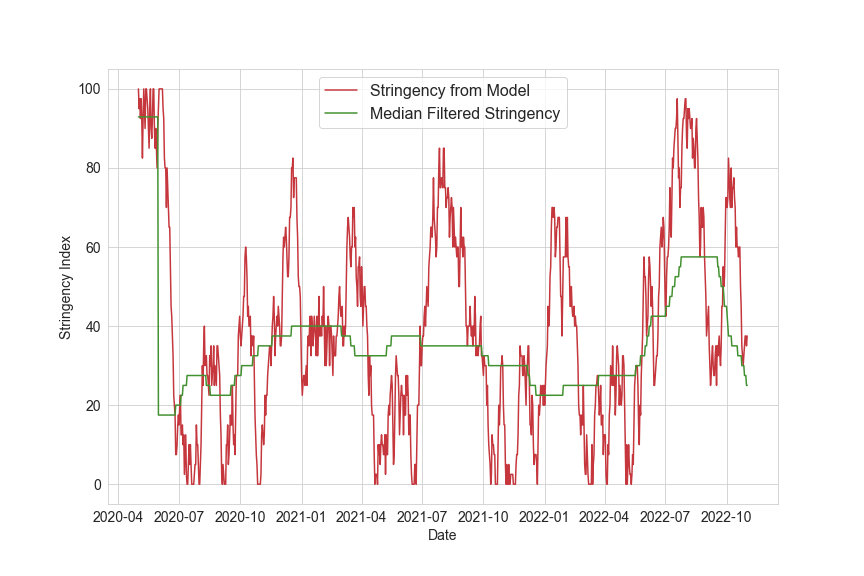 Stringency from Model
Median Filtered Stringency
Stringency Index
100
80
60
40
20
0
2020-04 2020-07 2020-10 2021-01 2021-04 2021-07 2021-10 2022-01 2022-04 2022-07 2022-10
Date